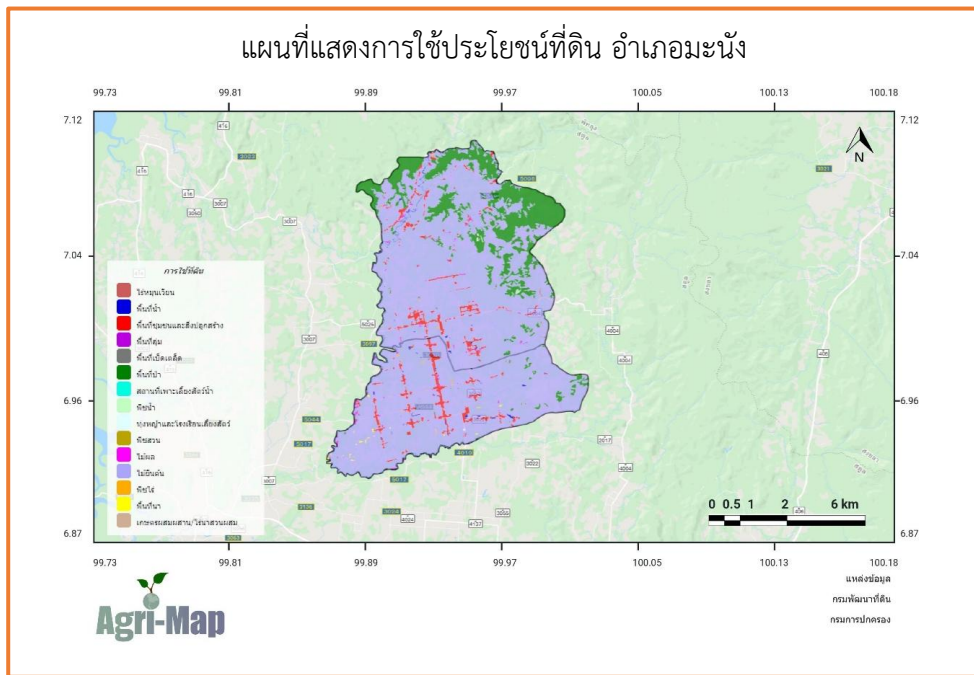 แผนที่แสดงการใช้ประโยชน์ที่ดิน อำเภอมะนัง
99.73 99.81 99.89 99.97 100.05 100.13 100.18
7.12 7.12
N
416
3007
3007
7.04 7.04
การใช้ที่ดิน
ไร่หมุนเวียน
พื้นที่น้ำ
พื้นที่ชุมชนและสิ่งปลูกสร้าง
พื้นที่ลุ่ม
พื้นที่เบ็ดเตล็ด
พื้นที่ป่า
สถานที่เพาะเลี้ยงสัตว์น้ำ
พืชน้ำ
ทุ่งหญ้าและโรงเรือนเลี้ยงสัตว์
พืชสวน
ไม้ผล
ไม้ยืนต้น
พืชไร่
พื้นที่นา
เกษตรผสมผสาน/ไร่นาสวนผสม
4004
406
6.96 6.96
4137
0 0.5 1 2 6 km
6.87 6.87
99.73 99.81 99.89 99.97 100.05 100.13 100.18
แหล่งข้อมูล
กรมพัฒนาที่ดิน
กรมการปกครอง
Agri-Map